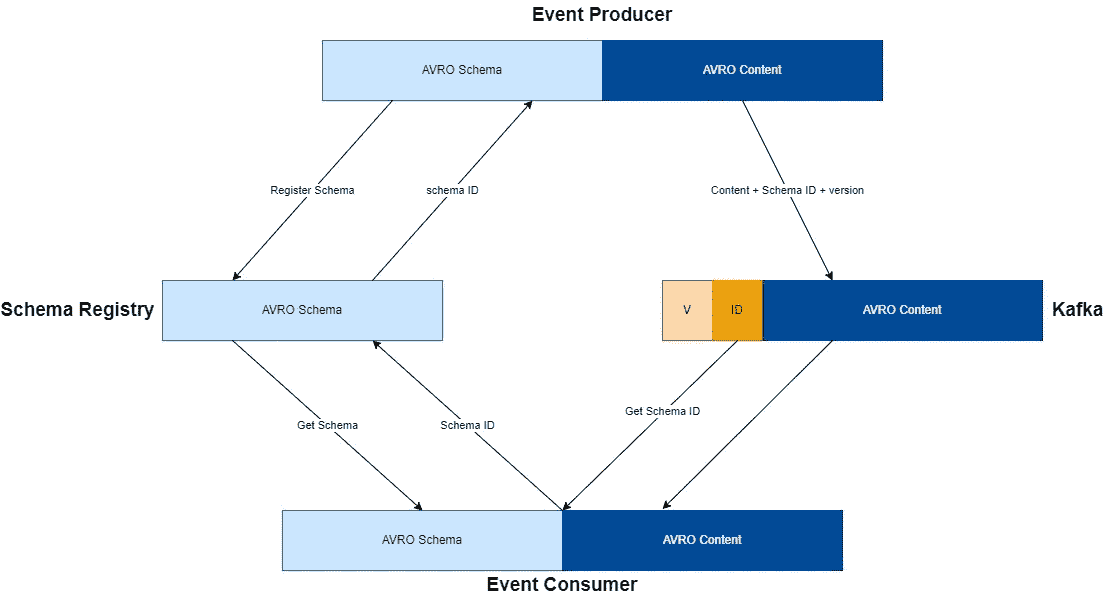 Event Producer
AVRO Schema
AVRO Content
Register Schema
schema ID
Content + Schema ID + version
Schema Registry
AVRO Schema
V
ID
AVRO Content
Kafka
Get Schema
Schema ID
Get Schema ID
AVRO Schema
AVRO Content
Event Consumer